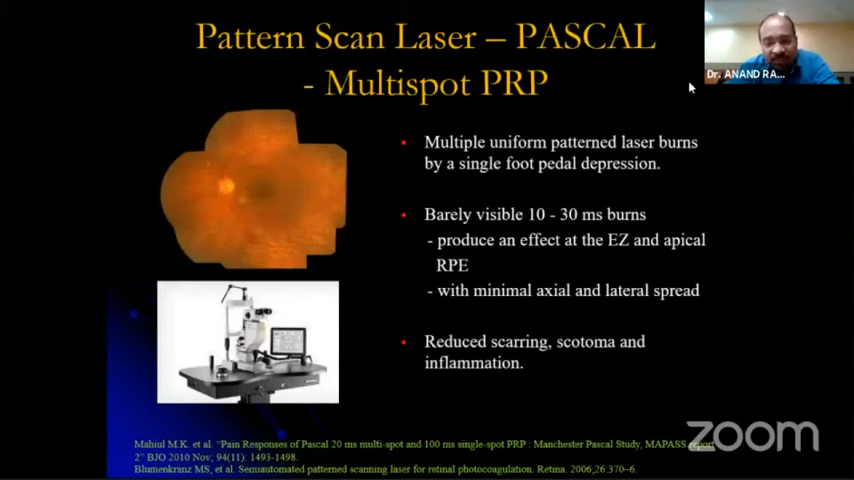 Pattern Scan Laser – PASCAL
- Multispot PRP
Dr. ANAND RA...
Multiple uniform patterned laser burns
by a single foot pedal depression.
Barely visible 10 - 30 ms burns
- produce an effect at the EZ and apical
RPE
- with minimal axial and lateral spread
Reduced scarring, scotoma and
inflammation.
zoom
Mahiul M.K. et al. “Pain Responses of Pascal 20 ms multi-spot and 100 ms single-spot PRP : Manchester Pascal Study, MAPASS report
2” BJO 2010 Nov; 94(11): 1493-1498.
Blumenkranz MS, et al. Semiautomated patterned scanning laser for retinal photocoagulation. Retina. 2006;26:370–6.